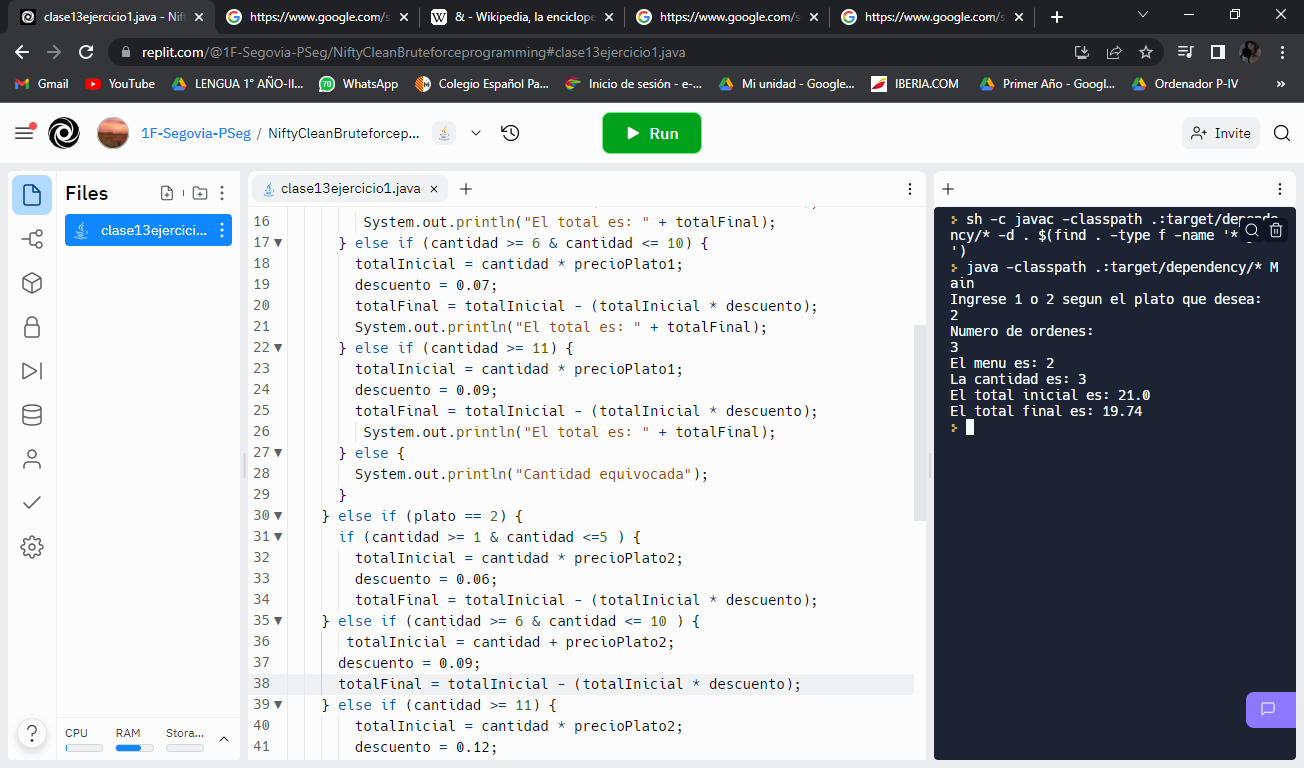 clase13ejercicio1.java - Nif
https://www.google.com/s
& - Wikipedia, la enciclope
https://www.google.com/s
https://www.google.com/s
replit.com/@1F-Segovia-PSeg/NiftyCleanBruteforceprogramming#clase13ejercicio1.java
Gmail
YouTube
LENGUA 1° AÑO-II...
70
WhatsApp
Colegio Español Pa...
Inicio de sesión - e-...
Mi unidad - Google...
IBERIA.COM
Primer Año - Googl...
Ordenador P-IV
»
1F-Segovia-PSeg / NiftyCleanBruteforcep...
Run
Invite
Files
clase13ejercici...
clase13ejercicio1.java
16 System.out.println("El total es: " + totalFinal);
17 } else if (cantidad >= 6 & cantidad <= 10) {
18 totalInicial = cantidad * precioPlato1;
19 descuento = 0.07;
20 totalFinal = totalInicial - (totalInicial * descuento);
21 System.out.println("El total es: " + totalFinal);
22 } else if (cantidad >= 11) {
23 totalInicial = cantidad * precioPlato1;
24 descuento = 0.09;
25 totalFinal = totalInicial - (totalInicial * descuento);
26 System.out.println("El total es: " + totalFinal);
27 } else {
28 System.out.println("Cantidad equivocada");
29 }
30 } else if (plato == 2) {
31 if (cantidad >= 1 & cantidad <=5 ) {
32 totalInicial = cantidad * precioPlato2;
33 descuento = 0.06;
34 totalFinal = totalInicial - (totalInicial * descuento);
35 } else if (cantidad >= 6 & cantidad <= 10 ) {
36 totalInicial = cantidad + precioPlato2;
37 descuento = 0.09;
38 totalFinal = totalInicial - (totalInicial * descuento);
39 } else if (cantidad >= 11) {
40 totalInicial = cantidad * precioPlato2;
41 descuento = 0.12;
CPU
RAM
Stora...
?
sh -c javac -classpath .:target/depende
ncy/* -d . $(find . -type f -name '*
')
java -classpath .:target/dependency/* M
ain
Ingrese 1 o 2 segun el plato que desea:
2
Numero de ordenes:
3
El menu es: 2
La cantidad es: 3
El total inicial es: 21.0
El total final es: 19.74